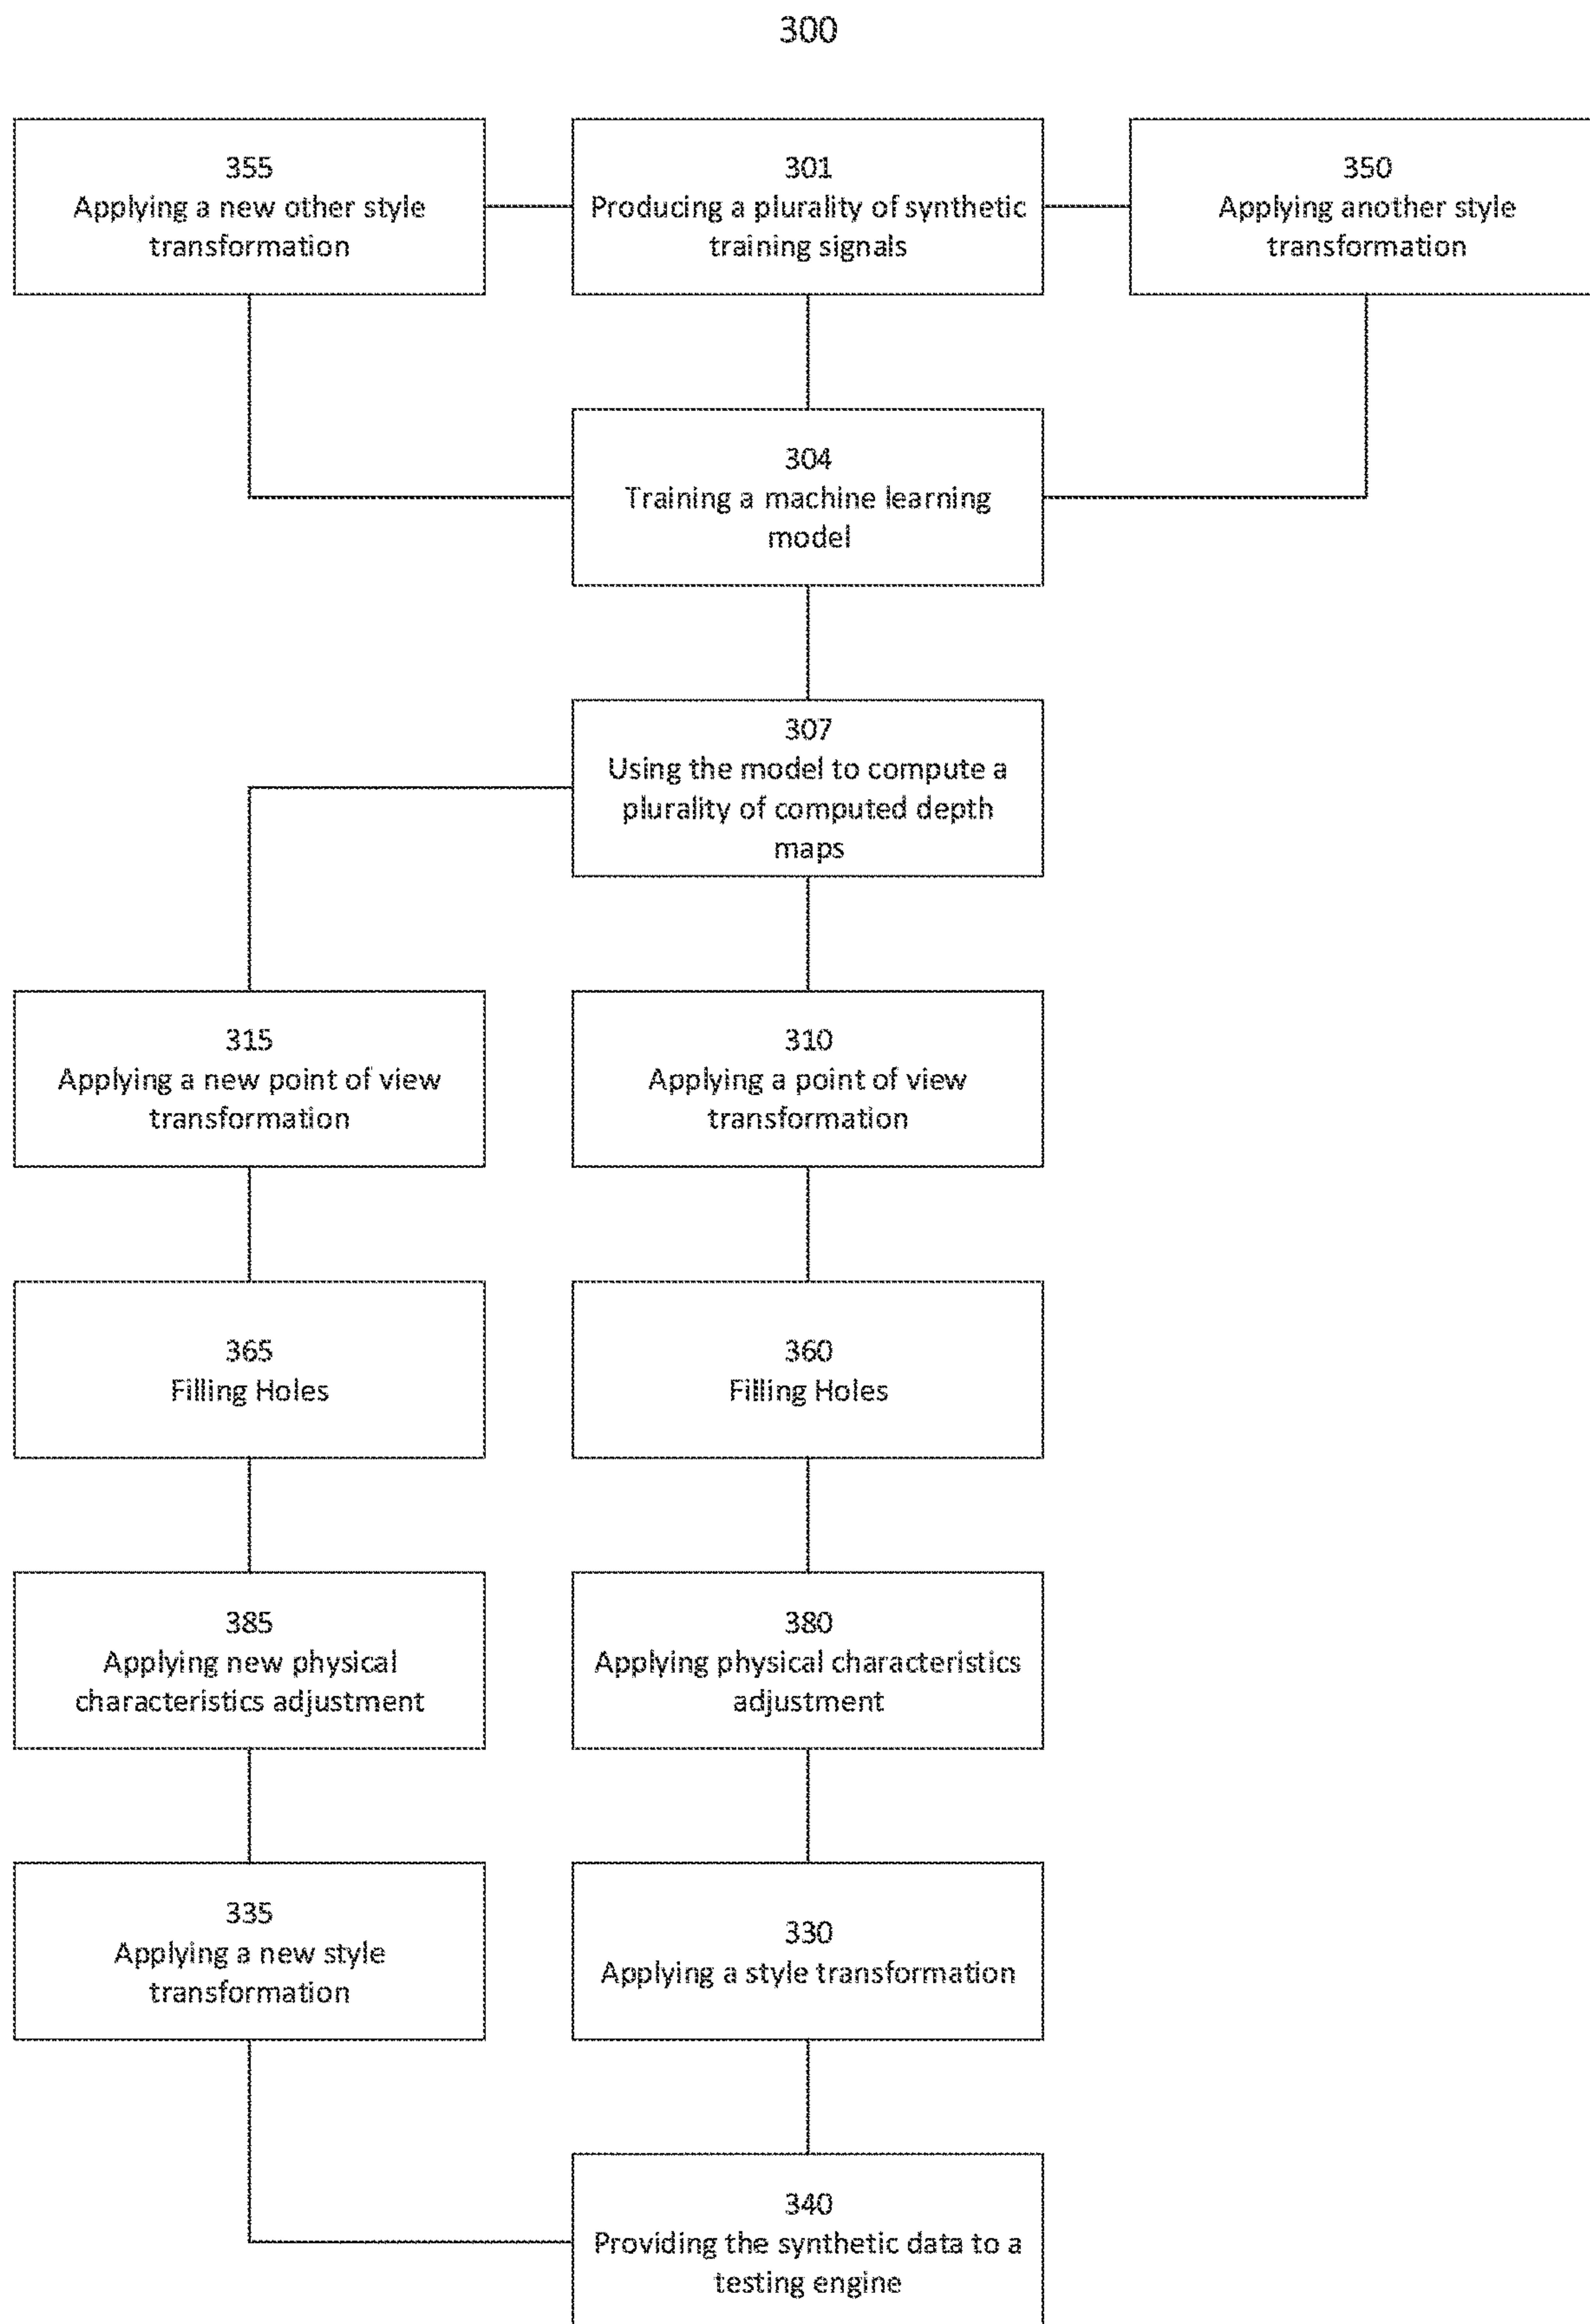 300
355
Applying a new other style
transformation
301
Producing a plurality of synthetic
training signals
350
Applying another style
transformation
304
Training a machine learning
model
307
Using the model to compute a
plurality of computed depth
maps
315
Applying a new point of view
transformation
310
Applying a point of view
transformation
365
Filling Holes
360
Filling Holes
385
Applying new physical
characteristics adjustment
380
Applying physical characteristics
adjustment
335
Applying a new style
transformation
330
Applying a style transformation
340
Providing the synthetic data to a
testing engine